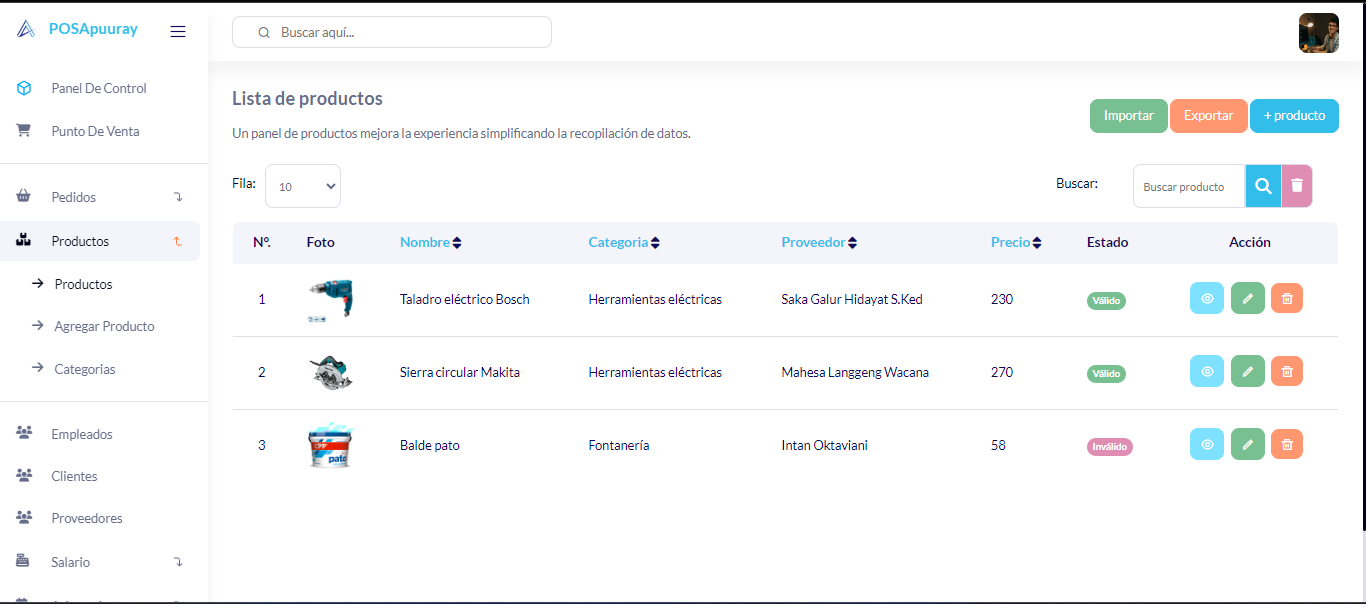 POSApuuray
Buscar aquí...
Panel De Control
Punto De Venta
Pedidos
Productos
Productos
Agregar Producto
Categorias
Empleados
Clientes
Proveedores
Salario
Lista de productos
Un panel de productos mejora la experiencia simplificando la recopilación de datos.
Importar Exportar + producto
Fila: 10 Buscar: Buscar producto
Nº. Foto Nombre Categoria Proveedor Precio Estado Acción
1 Taladro eléctrico Bosch Herramientas eléctricas Saka Galur Hidayat S.Ked 230 Válido
2 Sierra circular Makita Herramientas eléctricas Mahesa Langgeng Wacana 270 Válido
3 CPP pato Balde pato Fontanería Intan Oktaviani 58 Inválido